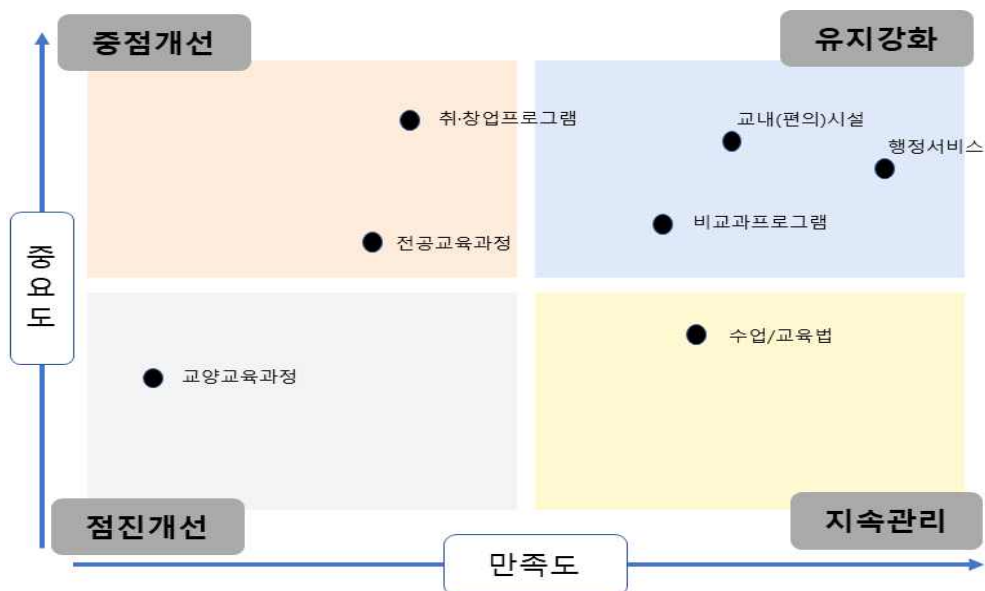 중점개선
유지강화
취·창업프로그램
교내(편의)시설
행정서비스
비교과프로그램
전공교육과정
중요도
수업/교육법
교양교육과정
점진개선
지속관리
만족도